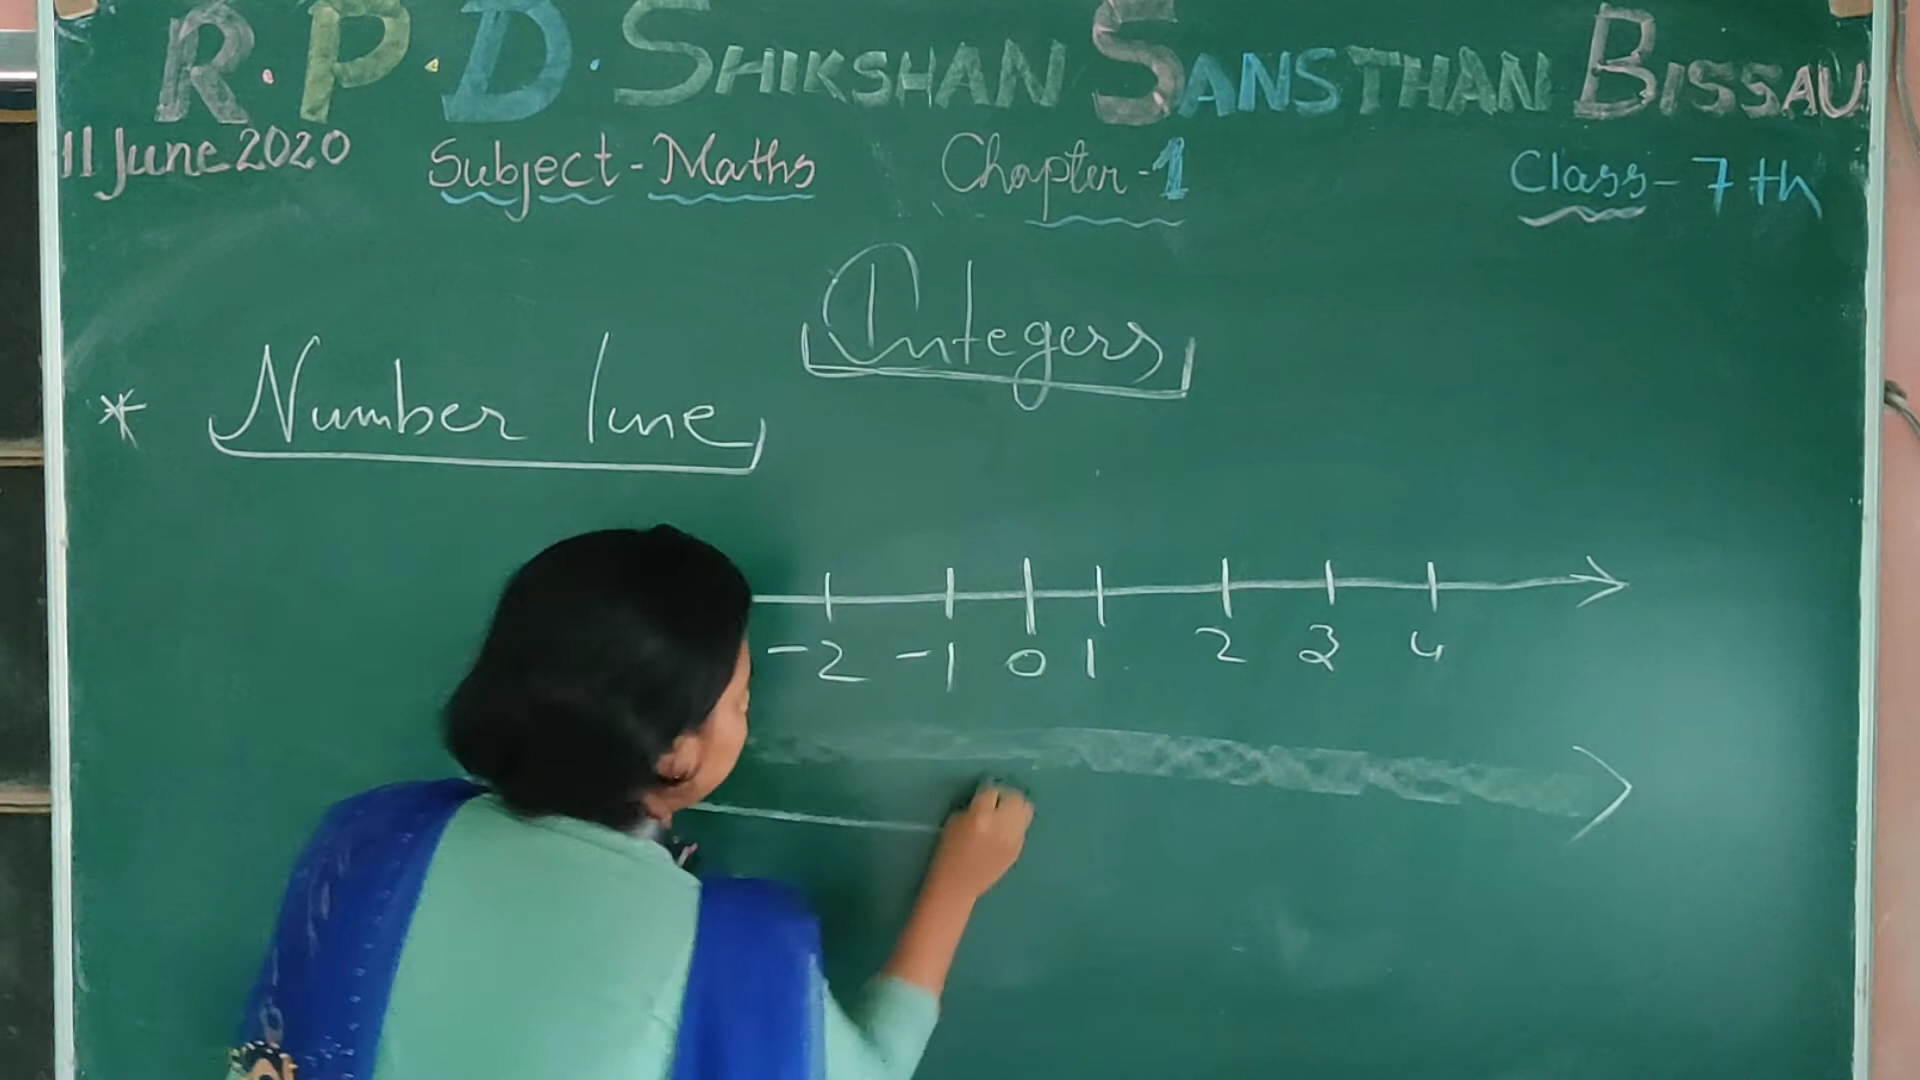 R.P.D. SHIKSHAN SANSTHAN BISSAU
11 June 2020 Subject - Maths Chapter - 1 Class - 7th
Integers
* Number line
-2 -1 0 1 2 3 4